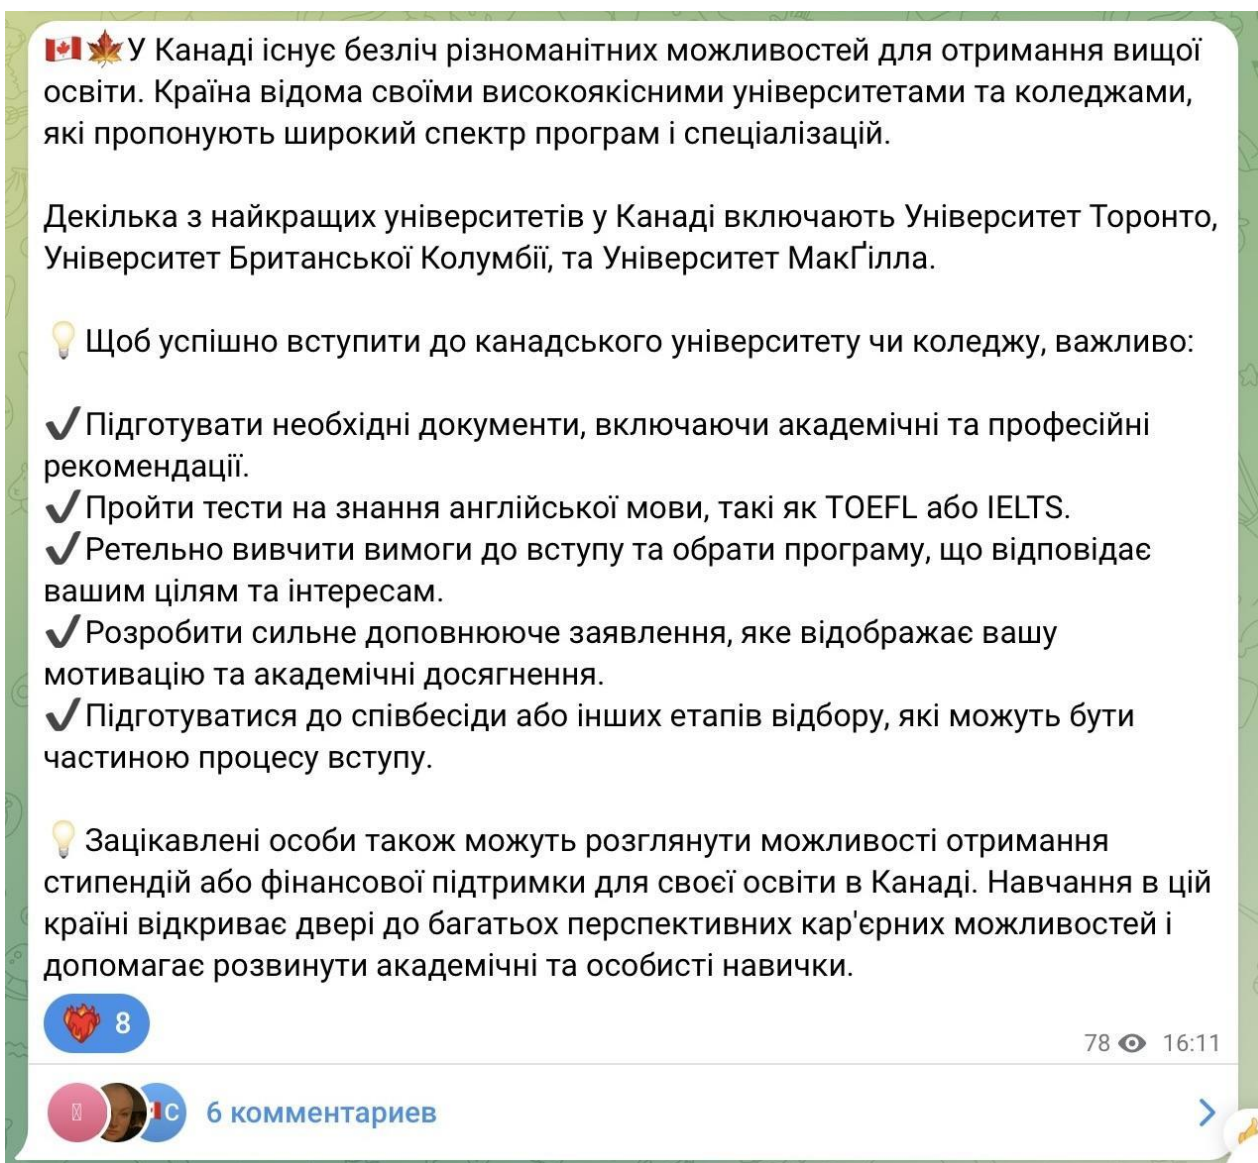 🇨🇦🍁У Канаді існує безліч різноманітних можливостей для отримання вищої
освіти. Країна відома своїми високоякісними університетами та коледжами,
які пропонують широкий спектр програм і спеціалізацій.
Декілька з найкращих університетів у Канаді включають Університет Торонто,
Університет Британської Колумбії, та Університет МакҐілла.
💡Щоб успішно вступити до канадського університету чи коледжу, важливо:
✔️Підготувати необхідні документи, включаючи академічні та професійні
рекомендації.
✔️Пройти тести на знання англійської мови, такі як TOEFL або IELTS.
✔️Ретельно вивчити вимоги до вступу та обрати програму, що відповідає
вашим цілям та інтересам.
✔️Розробити сильне доповнююче заявлення, яке відображає вашу
мотивацію та академічні досягнення.
✔️Підготуватися до співбесіди або інших етапів відбору, які можуть бути
частиною процесу вступу.
💡Зацікавлені особи також можуть розглянути можливості отримання
стипендій або фінансової підтримки для своєї освіти в Канаді. Навчання в цій
країні відкриває двері до багатьох перспективних кар'єрних можливостей і
допомагає розвинути академічні та особисті навички.
❤️‍🔥 8
78 16:11
С
6 комментариев